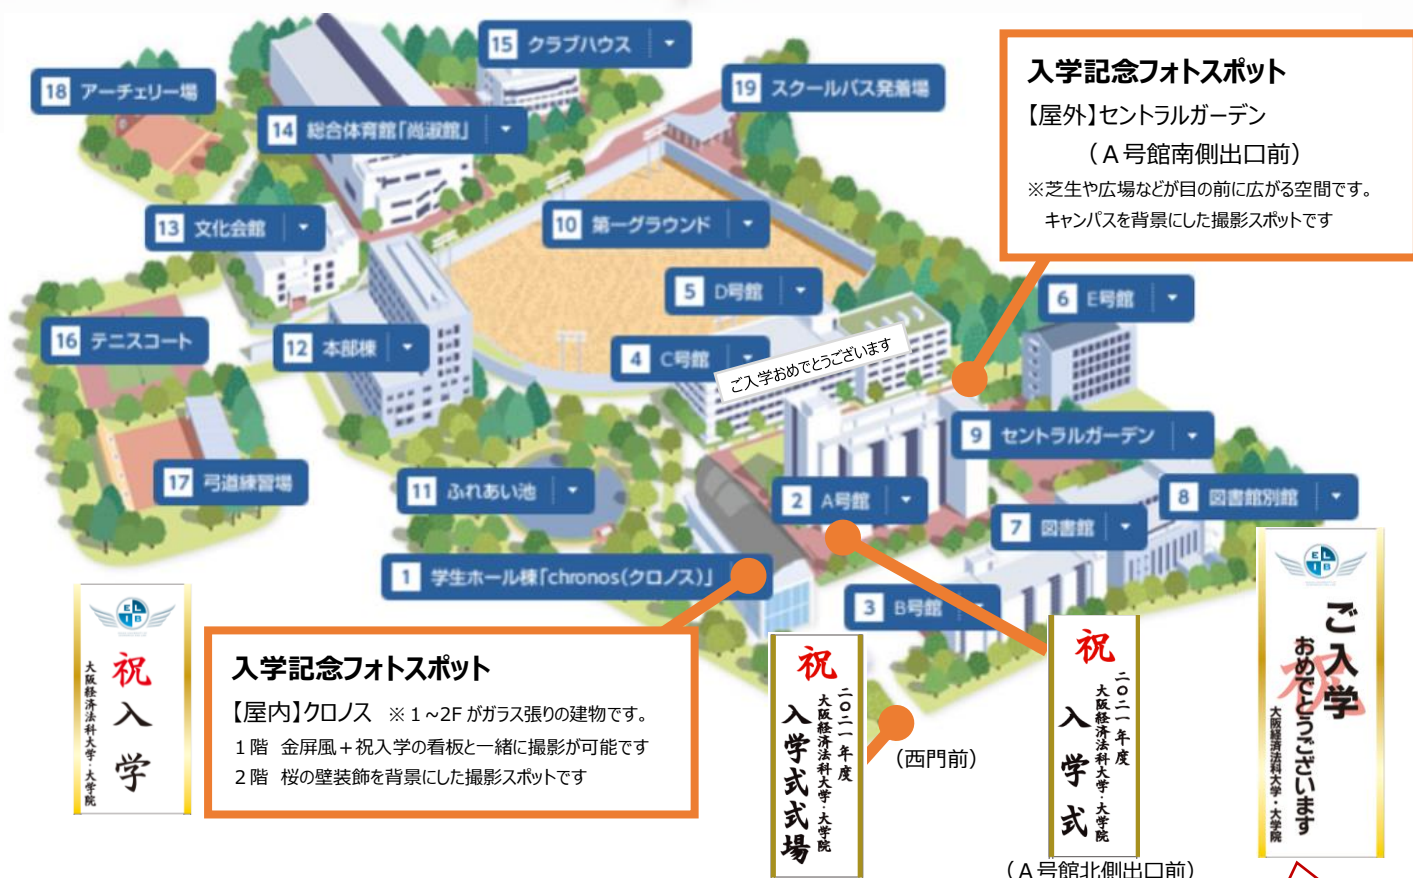 15 クラブハウス
18 アーチェリー場
19 スクールバス発着場
14 総合体育館「尚淑館」
入学記念フォトスポット
【屋外】セントラルガーデン
（Ａ号館南側出口前）
※芝生や広場などが目の前に広がる空間です。
キャンパスを背景にした撮影スポットです
13 文化会館
10 第一グラウンド
5 D号館
6 E号館
16 テニスコート
12 本部棟
4 C号館
ご入学おめでとうございます
9 セントラルガーデン
17 弓道練習場
11 ふれあい池
2 A号館
8 図書館別館
7 図書館
1 学生ホール棟「chronos(クロノス)」
3 B号館
入学記念フォトスポット
【屋内】クロノス ※１~2F がガラス張りの建物です。
１階 金屏風＋祝入学の看板と一緒に撮影が可能です
２階 桜の壁装飾を背景にした撮影スポットです
ELIB
祝入学
大阪経済法科大学・大学院
祝
二〇二一年度
大阪経済法科大学・大学院
入学式式場
（西門前）
祝
二〇二一年度
大阪経済法科大学・大学院
入学式
（Ａ号館北側出口前）
ELIB
祝
ご入学
おめでとうございます
大阪経済法科大学・大学院